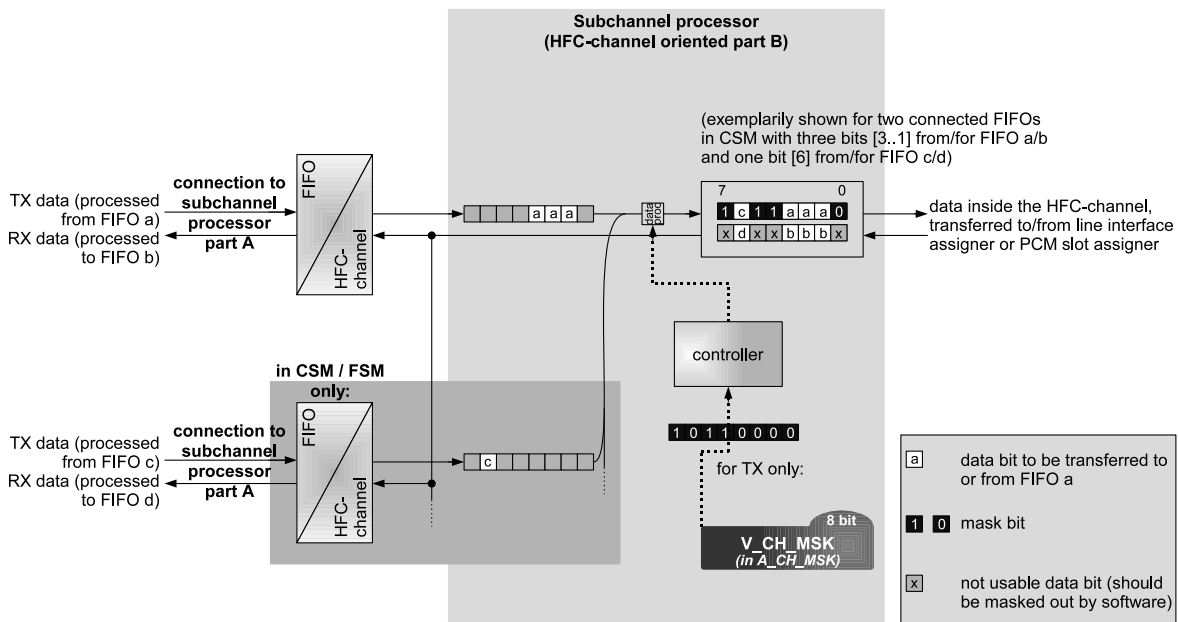 Subchannel processor
(HFC-channel oriented part B)
(exemplarily shown for two connected FIFOs
in CSM with three bits [3..1] from/for FIFO a/b
and one bit [6] from/for FIFO c/d)
TX data (processed
from FIFO a)
RX data (processed
to FIFO b)
connection to
subchannel
processor
part A
FIFO
HFC-
channel
a a a
data
proc
7 0
1 c 1 1 a a a 0
x d x x b b b x
data inside the HFC-channel,
transferred to/from line interface
assigner or PCM slot assigner
controller
in CSM / FSM
only:
TX data (processed
from FIFO c)
RX data (processed
to FIFO d)
connection to
subchannel
processor
part A
FIFO
HFC-
channel
c
1 0 1 1 0 0 0 0
for TX only:
8 bit
V_CH_MSK
(in A_CH_MSK)
a data bit to be transferred to
or from FIFO a
1 0 mask bit
x not usable data bit (should
be masked out by software)